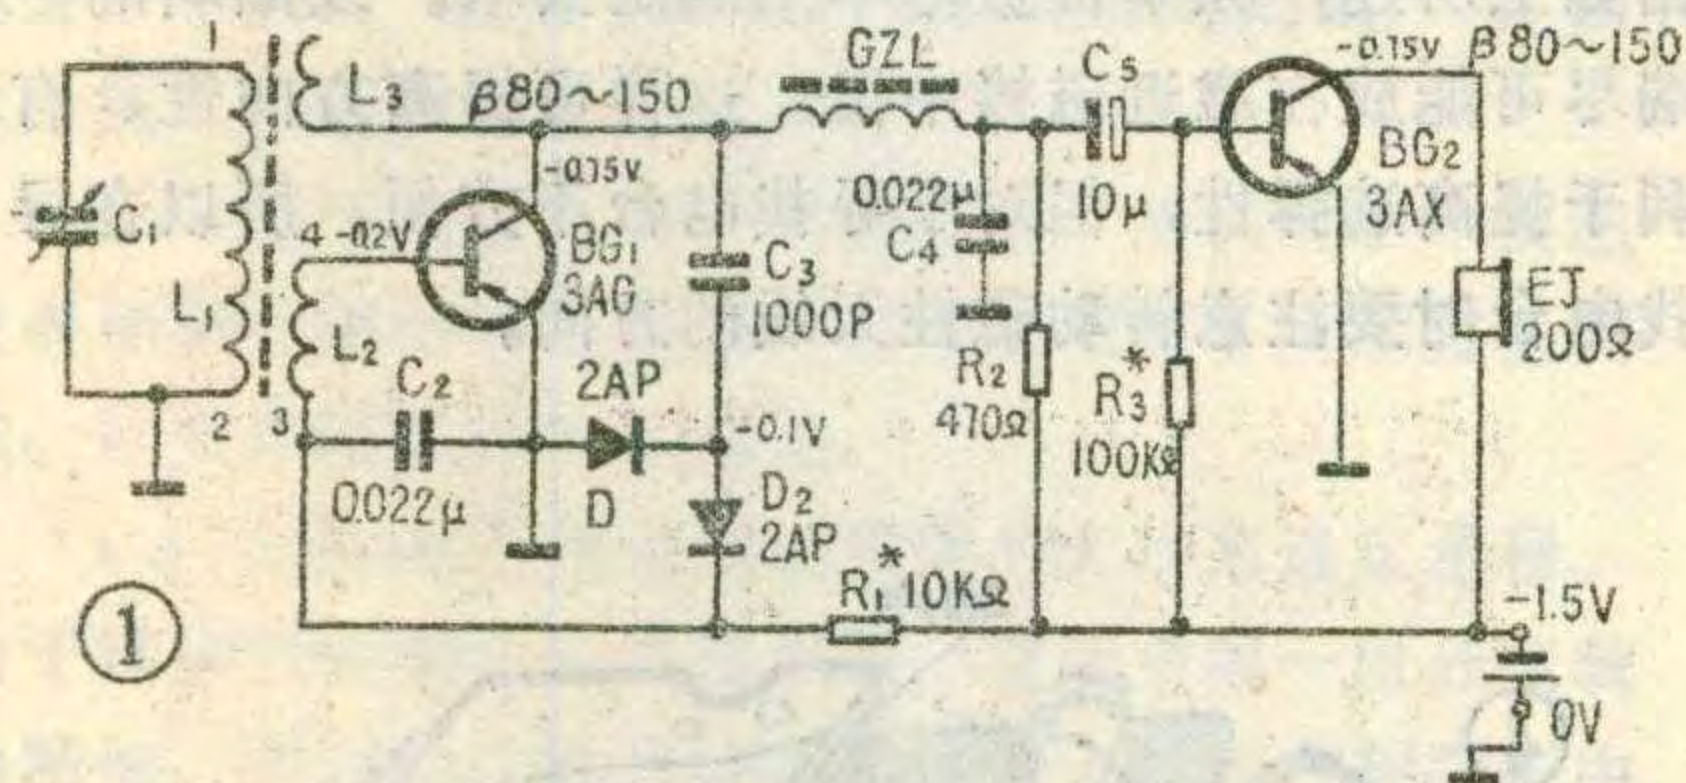 1
L₃
β80~150
GZL
C₅
-0.75V
β80~150
-0.75V
0.022μ
10μ
BG₂
3AX
C₁
4
-0.2V
BG₁
3AG
C₃
1000P
C₄
L₁
L₂
EJ
200Ω
C₂
2AP
R₂
470Ω
R₃*
100KΩ
2
3
-0.1V
0.022μ
D
D₂
2AP
R₁* 10KΩ
-1.5V
①
0V